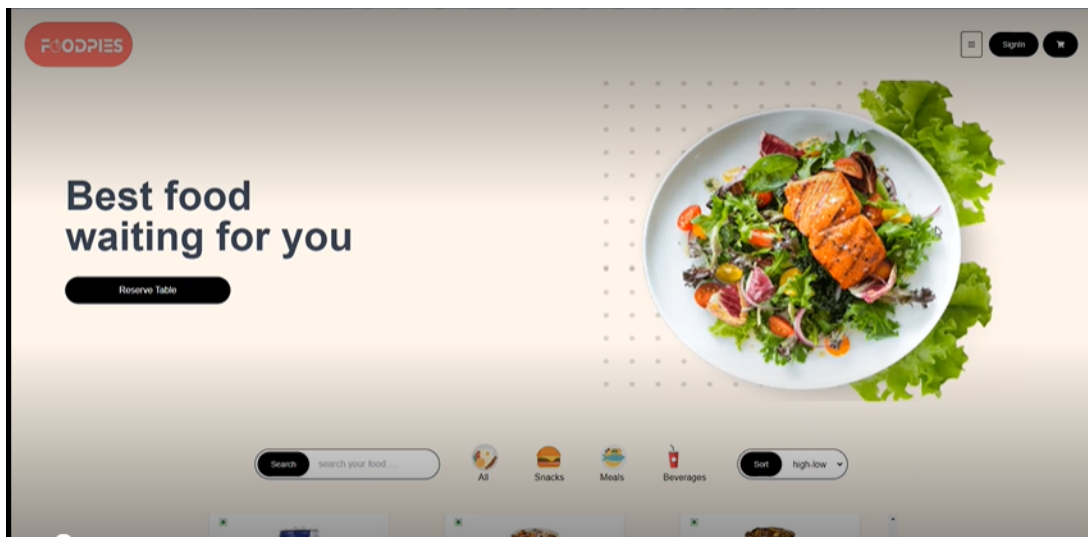 FOODPIES
SignIn
Best food
waiting for you
Reserve Table
Search search your food.... All Snacks Meals Beverages Sort high-low